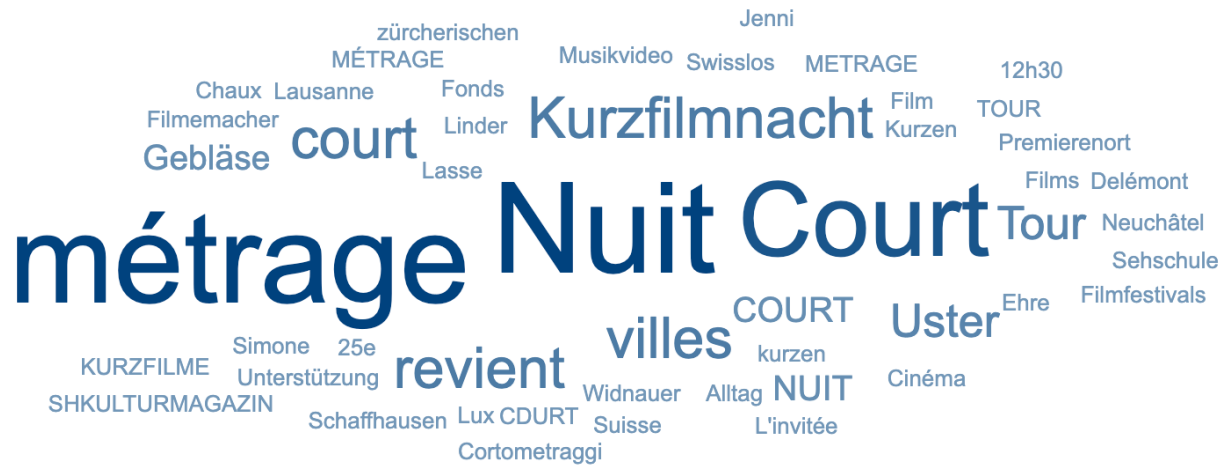 Jenni
zürcherischen
MÉTRAGE
Musikvideo
Swisslos
METRAGE
12h30
Chaux
Lausanne
Fonds
Film
TOUR
Filmemacher
court
Linder
Kurzfilmnacht
Kurzen
Gebläse
Lasse
Premierenort
Films
Delémont
métrage
Nuit
Court
Tour
Neuchâtel
Sehschule
Filmfestivals
COURT
Ehre
Uster
villes
Simone
25e
kurzen
KURZFILME
Unterstützung
revient
Cinéma
Widnauer
Alltag
NUIT
SHKULTURMAGAZIN
Schaffhausen
Lux
CDURT
Suisse
L'invitée
Cortometraggi